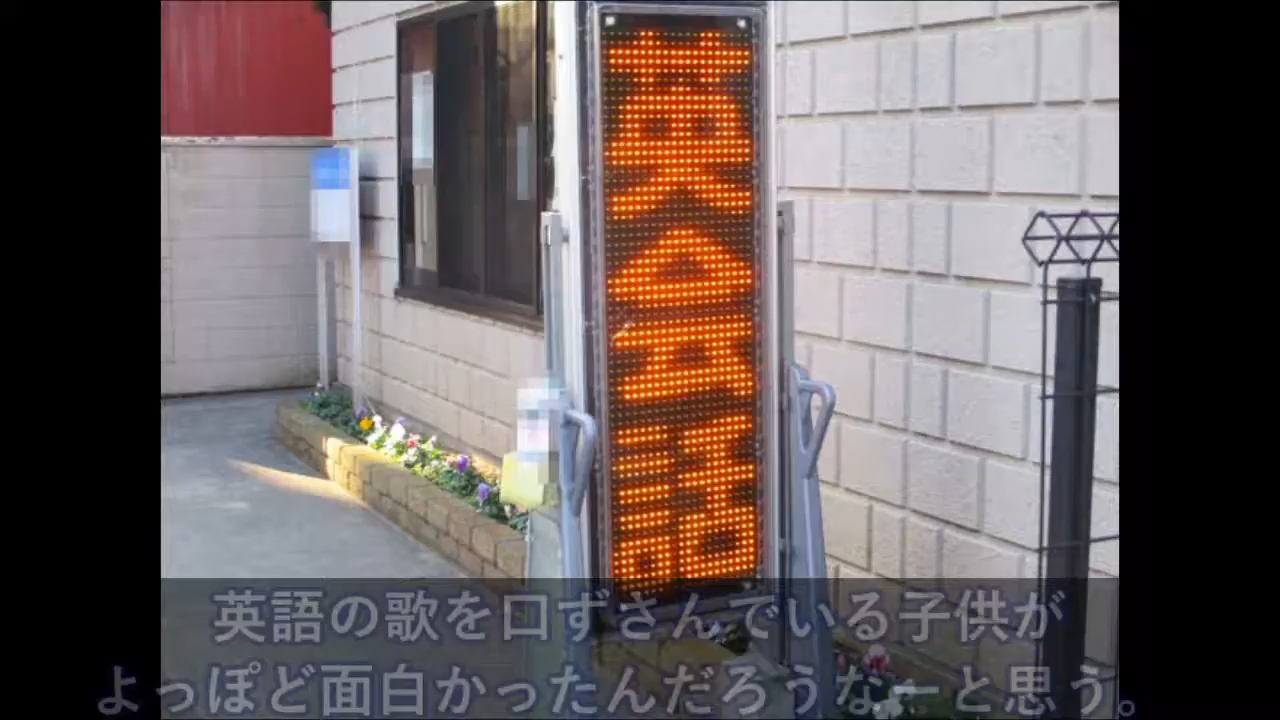 英会話
英語の歌を口ずさんでいる子供が
よっぽど面白かったんだろうなーと思う。